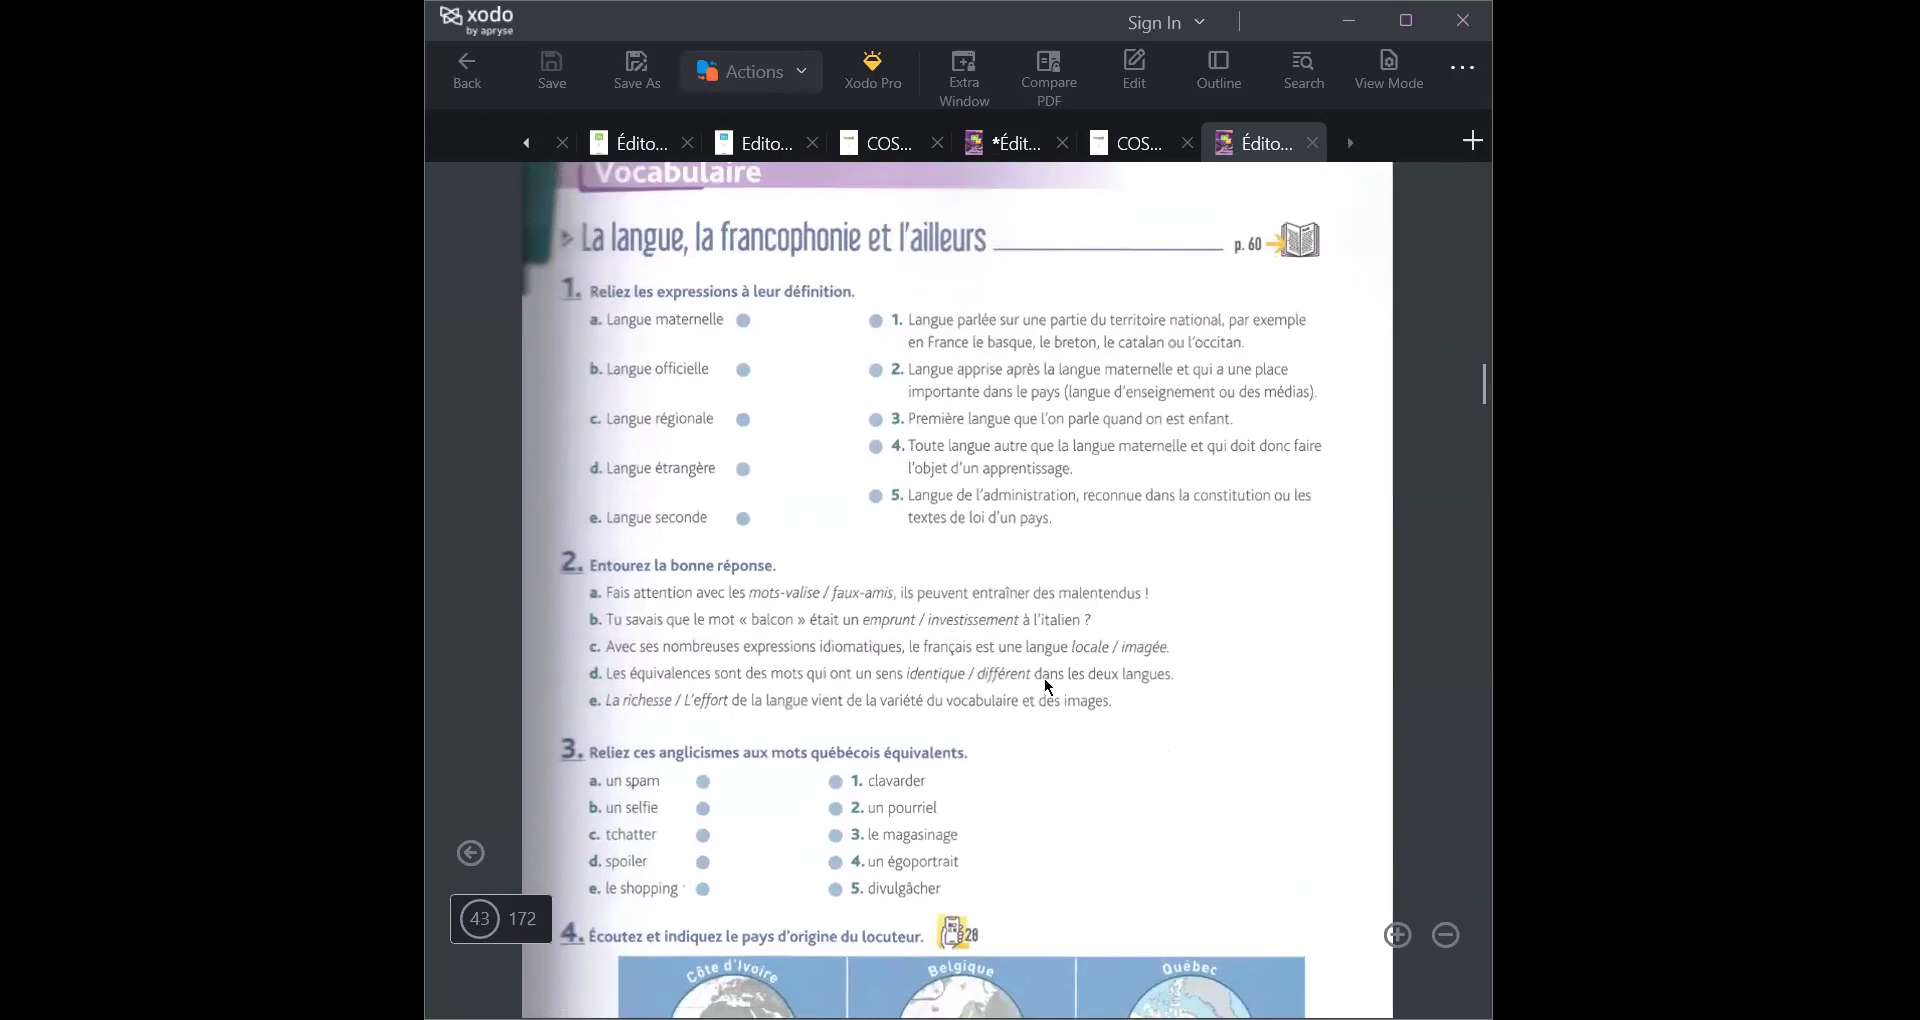 xodo
by apryse
Sign In
Back
Save
Save As
Actions
Xodo Pro
Extra
Window
Compare
PDF
Edit
Outline
Search
View Mode
Édito...
Edito...
COS...
*Édit...
COS...
Édito...
Vocabulaire
La langue, la francophonie et l'ailleurs
p. 60
1. Reliez les expressions à leur définition.
a. Langue maternelle
b. Langue officielle
c. Langue régionale
d. Langue étrangère
e. Langue seconde
1. Langue parlée sur une partie du territoire national, par exemple
en France le basque, le breton, le catalan ou l'occitan.
2. Langue apprise après la langue maternelle et qui a une place
importante dans le pays (langue d'enseignement ou des médias).
3. Première langue que l'on parle quand on est enfant.
4. Toute langue autre que la langue maternelle et qui doit donc faire
l'objet d'un apprentissage.
5. Langue de l'administration, reconnue dans la constitution ou les
textes de loi d'un pays.
2. Entourez la bonne réponse.
a. Fais attention avec les mots-valise / faux-amis, ils peuvent entraîner des malentendus !
b. Tu savais que le mot « balcon » était un emprunt / investissement à l'italien ?
c. Avec ses nombreuses expressions idiomatiques, le français est une langue locale / imagée.
d. Les équivalences sont des mots qui ont un sens identique / différent dans les deux langues.
e. La richesse / L'effort de la langue vient de la variété du vocabulaire et des images.
3. Reliez ces anglicismes aux mots québécois équivalents.
a. un spam
b. un selfie
c. tchatter
d. spoiler
e. le shopping
1. clavarder
2. un pourriel
3. le magasinage
4. un égoportrait
5. divulgâcher
43 172
4. Écoutez et indiquez le pays d'origine du locuteur.
28
Côte d'Ivoire
Belgique
Québec